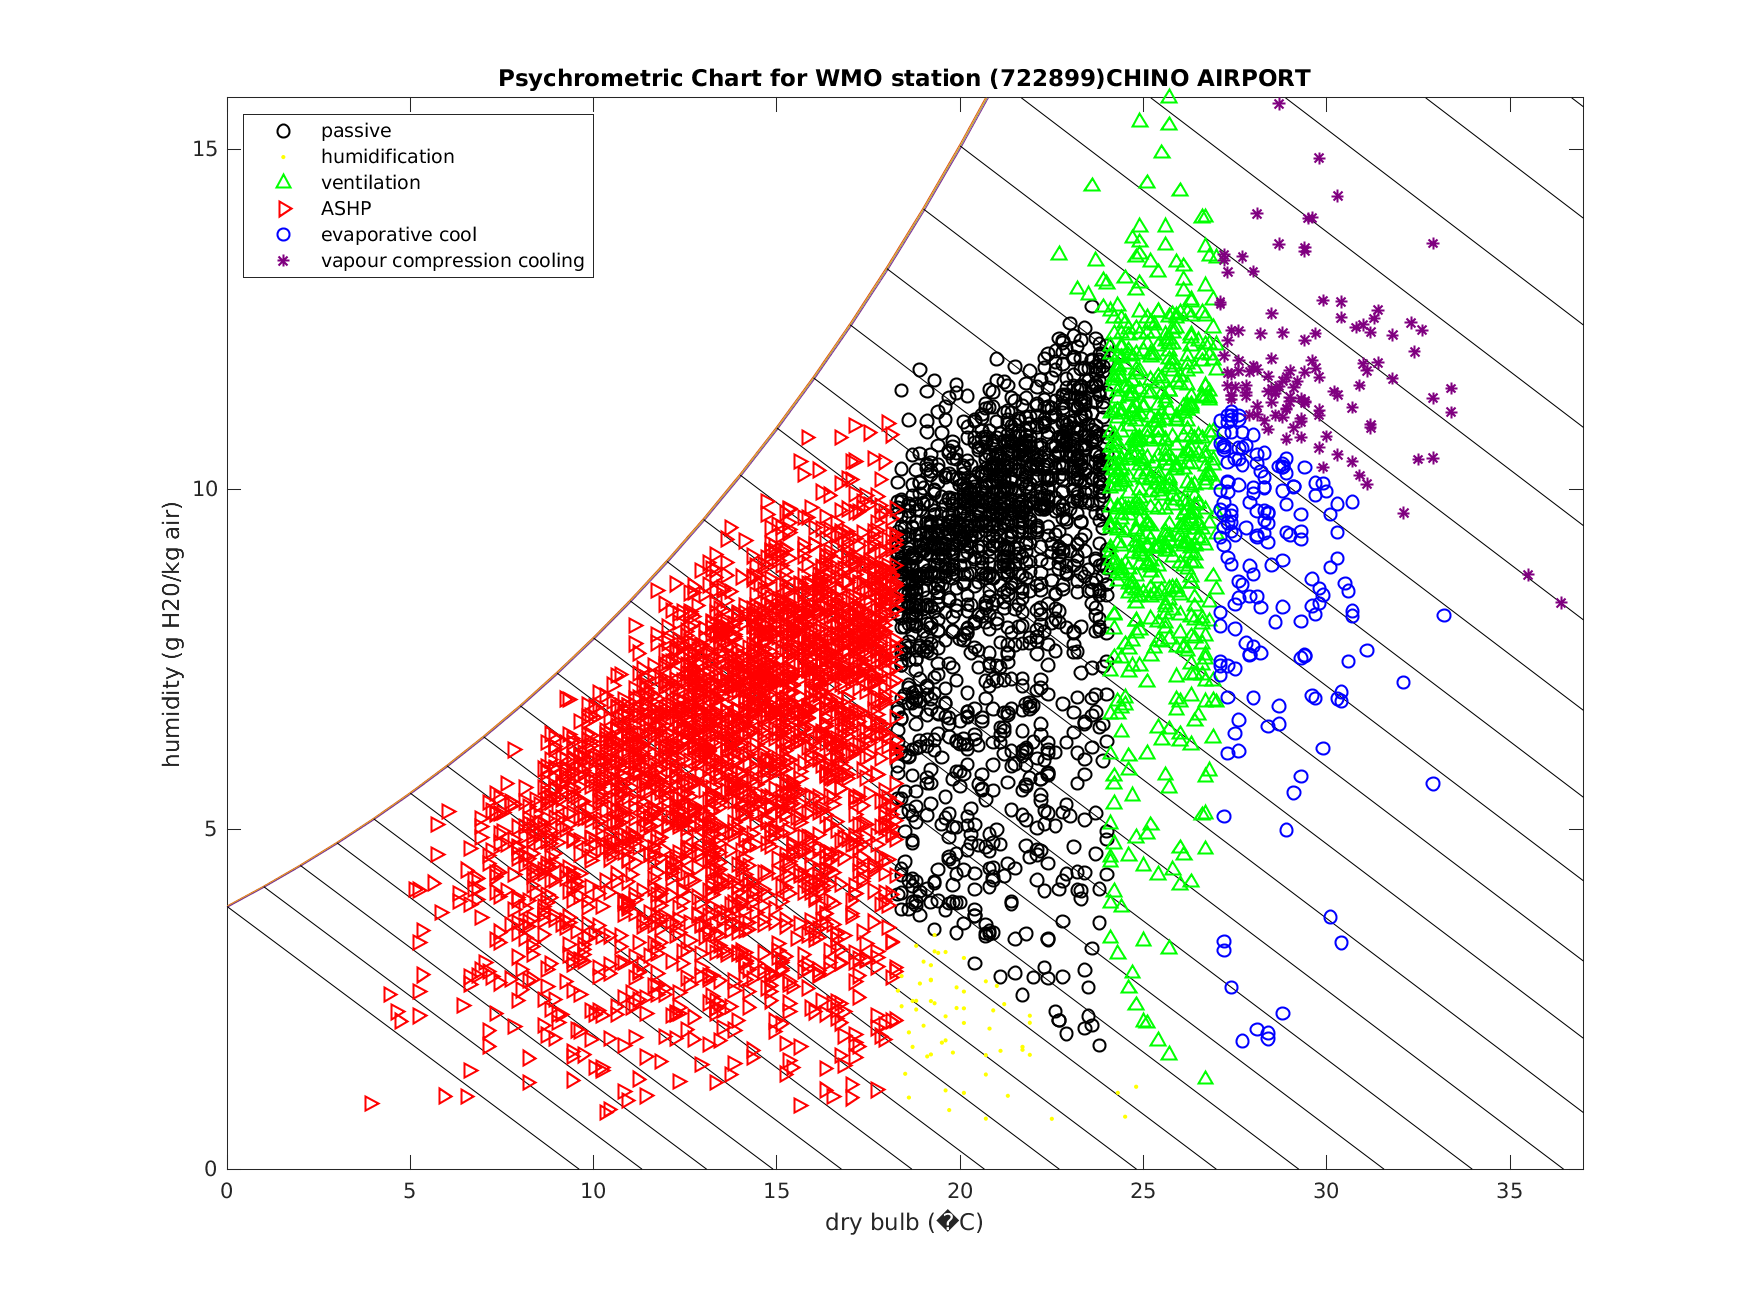 Psychrometric Chart for WMO station (722899)CHINO AIRPORT
passive
humidification
ventilation
ASHP
evaporative cool
vapour compression cooling
15
10
5
0
humidity (g H20/kg air)
0 5 10 15 20 25 30 35
dry bulb (�C)